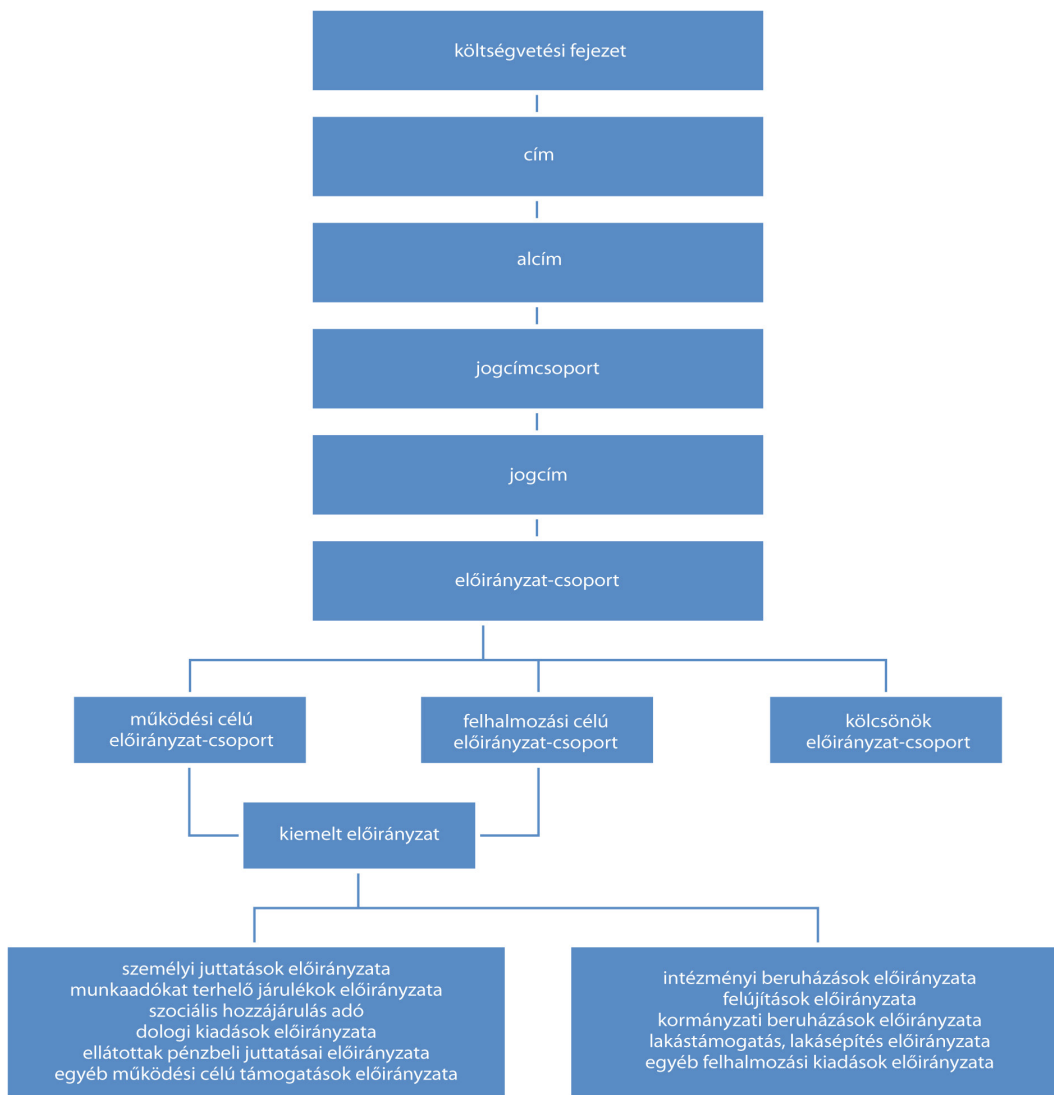 költségvetési fejezet
cím
alcím
jogcímcsoport
jogcím
előirányzat-csoport
működési célú
előirányzat-csoport
felhalmozási célú
előirányzat-csoport
kölcsönök
előirányzat-csoport
kiemelt előirányzat
személyi juttatások előirányzata
munkaadókat terhelő járulékok előirányzata
szociális hozzájárulás adó
dologi kiadások előirányzata
ellátottak pénzbeli juttatásai előirányzata
egyéb működési célú támogatások előirányzata
intézményi beruházások előirányzata
felújítások előirányzata
kormányzati beruházások előirányzata
lakástámogatás, lakásépítés előirányzata
egyéb felhalmozási kiadások előirányzata